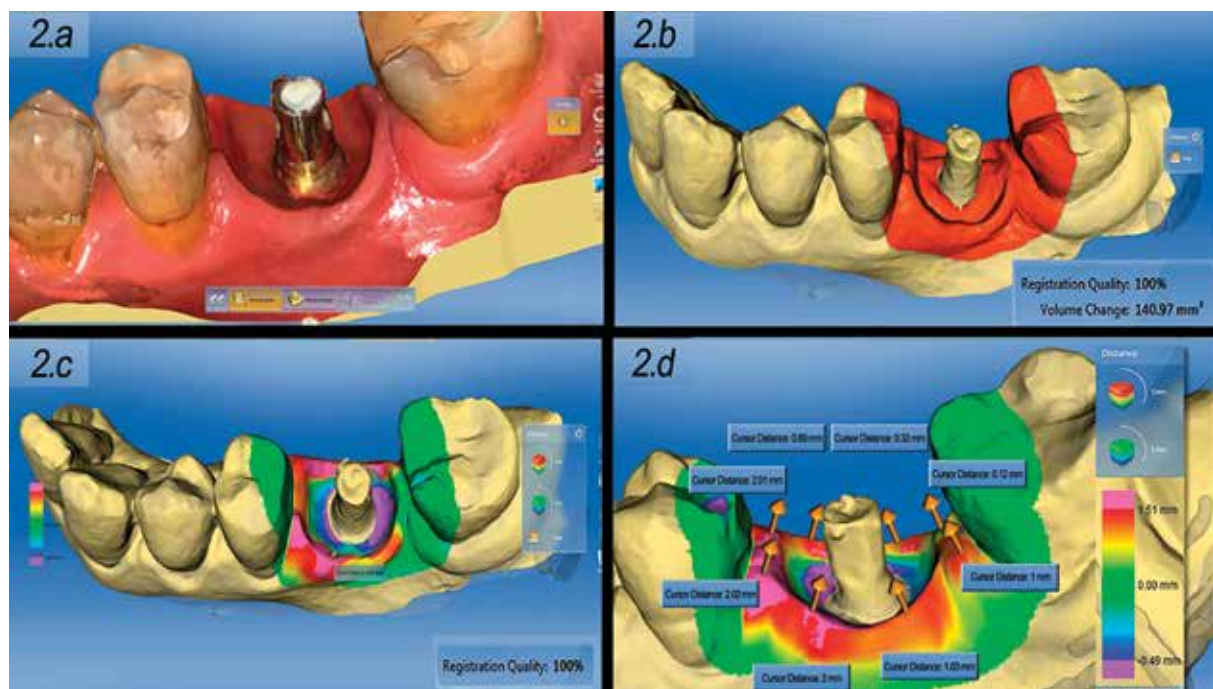 2.a
2.b
Registration Quality: 100%
Volume Change: 140.97 mm³
2.c
Registration Quality: 100%
2.d
Distance
Cursor Distance: 0.89 mm
Cursor Distance: 0.32 mm
Cursor Distance: 2.01 mm
Cursor Distance: 0.12 mm
Cursor Distance: 2.00 mm
Cursor Distance: 1 mm
Cursor Distance: 2 mm
Cursor Distance: 1.03 mm
1.51 mm
0.00 mm
-0.49 mm